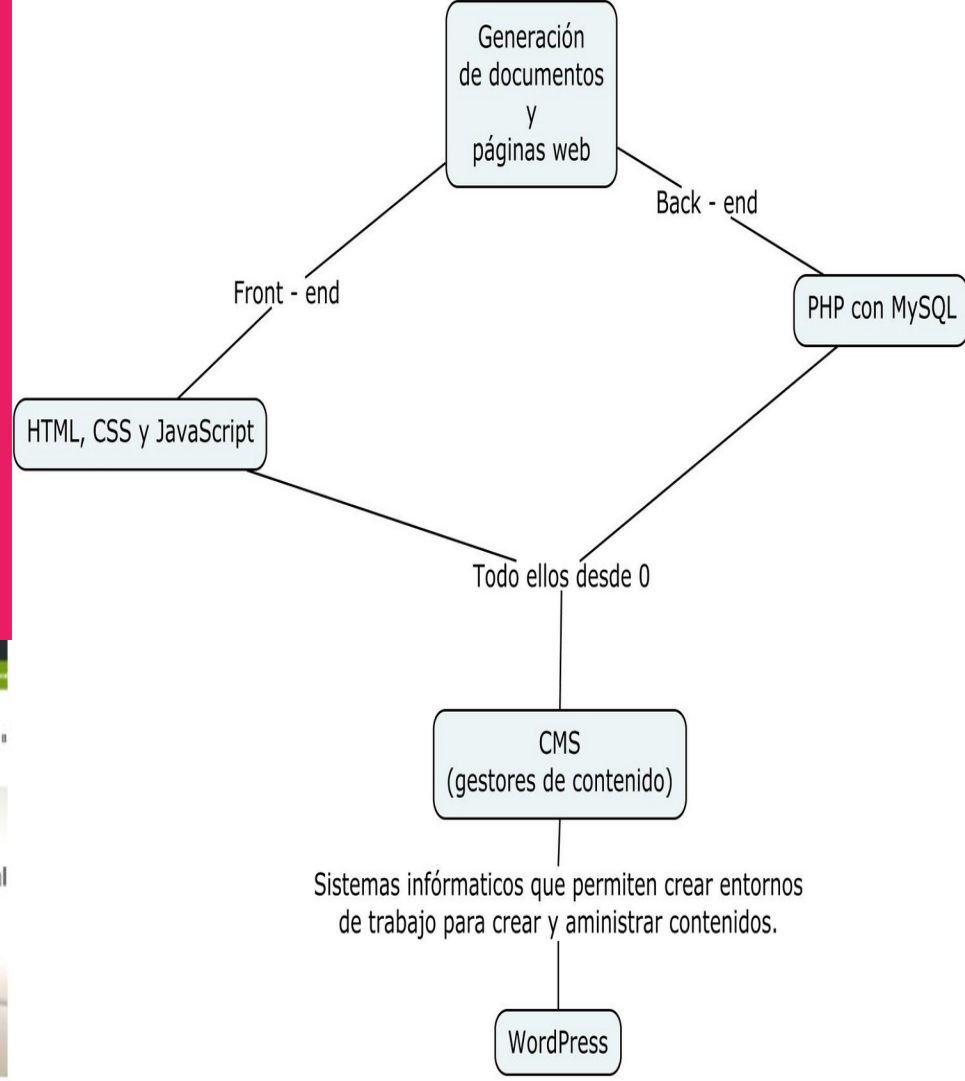 Generación
de documentos
y
páginas web
Back - end
Front - end
PHP con MySQL
HTML, CSS y JavaScript
Todo ellos desde 0
CMS
(gestores de contenido)
Sistemas infórmaticos que permiten crear entornos
de trabajo para crear y aministrar contenidos.
WordPress